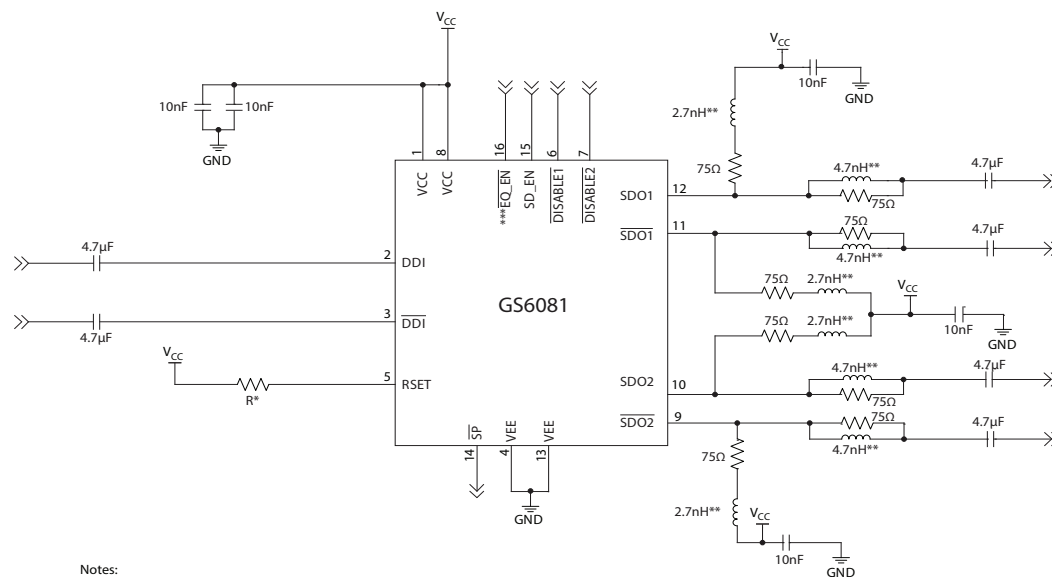 VCC
VCC
10nF
GND
10nF
10nF
GND
2.7nH**
75Ω
1
8
16
15
6
7
VCC
VCC
***EQ_EN
SD_EN
DISABLE1
DISABLE2
SDO1
12
4.7nH**
75Ω
4.7µF
SDO1
11
75Ω
4.7nH**
4.7µF
4.7µF
2
DDI
4.7µF
3
DDI
GS6081
75Ω
2.7nH**
VCC
10nF
GND
75Ω
2.7nH**
VCC
R*
5
RSET
SDO2
10
4.7nH**
75Ω
4.7µF
SDO2
9
75Ω
4.7nH**
4.7µF
SP
VEE
VEE
14
4
13
GND
75Ω
2.7nH**
VCC
10nF
GND
Notes: